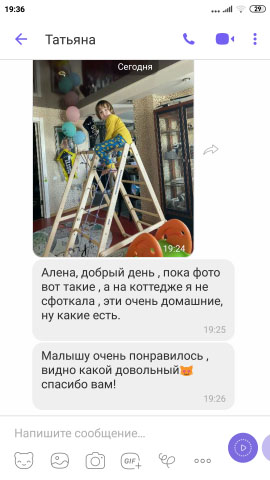 19:36
29
Татьяна
Сегодня
19:24
Алена, добрый день , пока фото
вот такие , а на коттедже я не
сфоткала , эти очень домашние,
ну какие есть.
19:25
Малышу очень понравилось ,
видно какой довольный
спасибо вам!
19:26
Напишите сообщение…
GIF